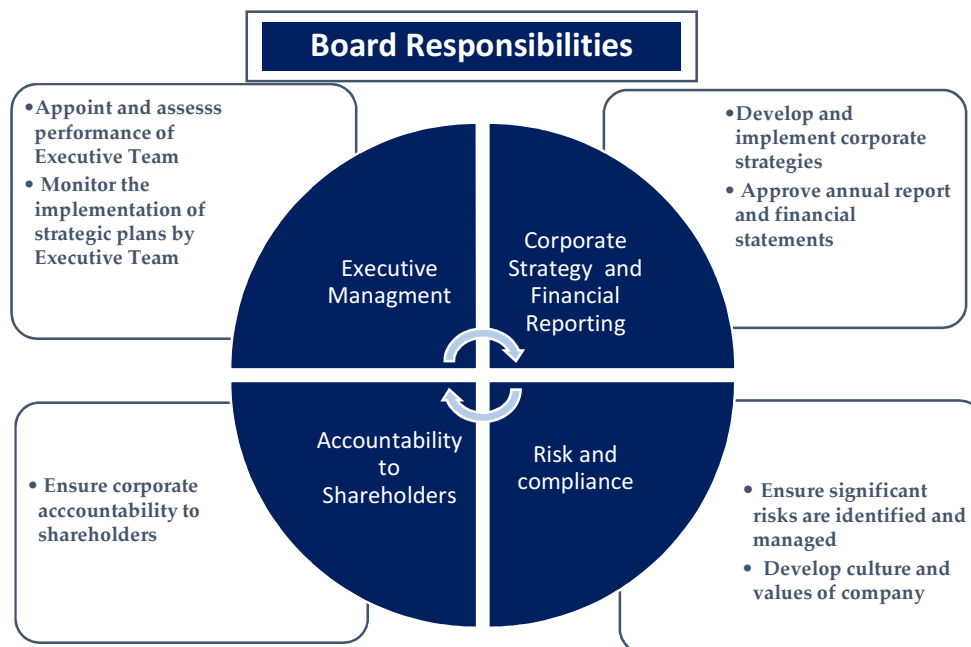 Board Responsibilities
•Appoint and assesss
performance of
Executive Team
• Monitor the
implementation of
strategic plans by
Executive Team
•Develop and
implement corporate
strategies
• Approve annual report
and financial
statements
Executive
Managment
Corporate
Strategy and
Financial
Reporting
Accountability
to
Shareholders
Risk and
compliance
• Ensure corporate
acccountability to
shareholders
• Ensure significant
risks are identified and
managed
• Develop culture and
values of company